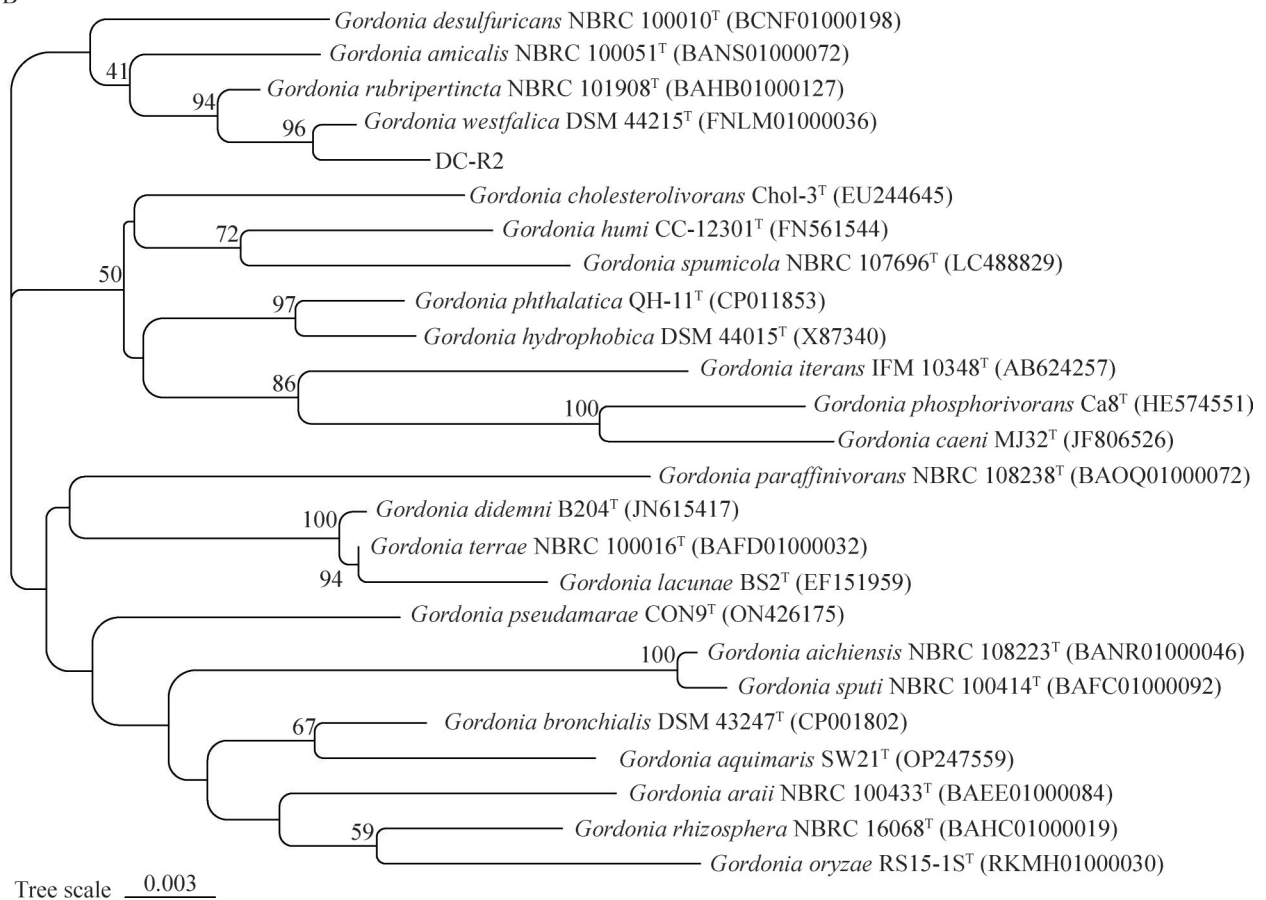 Gordonia desulfuricans NBRC 100010ᵀ (BCNF01000198)
41
Gordonia amicalis NBRC 100051ᵀ (BANS01000072)
94
Gordonia rubripertincta NBRC 101908ᵀ (BAHB01000127)
96
Gordonia westfalica DSM 44215ᵀ (FNLM01000036)
DC-R2
Gordonia cholesterolivorans Chol-3ᵀ (EU244645)
72
Gordonia humi CC-12301ᵀ (FN561544)
50
Gordonia spumicola NBRC 107696ᵀ (LC488829)
97
Gordonia phthalatica QH-11ᵀ (CP011853)
Gordonia hydrophobica DSM 44015ᵀ (X87340)
86
Gordonia iterans IFM 10348ᵀ (AB624257)
100
Gordonia phosphorivorans Ca8ᵀ (HE574551)
Gordonia caeni MJ32ᵀ (JF806526)
Gordonia paraffinivorans NBRC 108238ᵀ (BAOQ01000072)
100
Gordonia didemni B204ᵀ (JN615417)
Gordonia terrae NBRC 100016ᵀ (BAFD01000032)
94
Gordonia lacunae BS2ᵀ (EF151959)
Gordonia pseudamarae CON9ᵀ (ON426175)
100
Gordonia aichiensis NBRC 108223ᵀ (BANR01000046)
Gordonia sputi NBRC 100414ᵀ (BAFC01000092)
67
Gordonia bronchialis DSM 43247ᵀ (CP001802)
Gordonia aquimaris SW21ᵀ (OP247559)
Gordonia araii NBRC 100433ᵀ (BAEE01000084)
59
Gordonia rhizosphera NBRC 16068ᵀ (BAHC01000019)
Gordonia oryzae RS15-1Sᵀ (RKMH01000030)
Tree scale 0.003